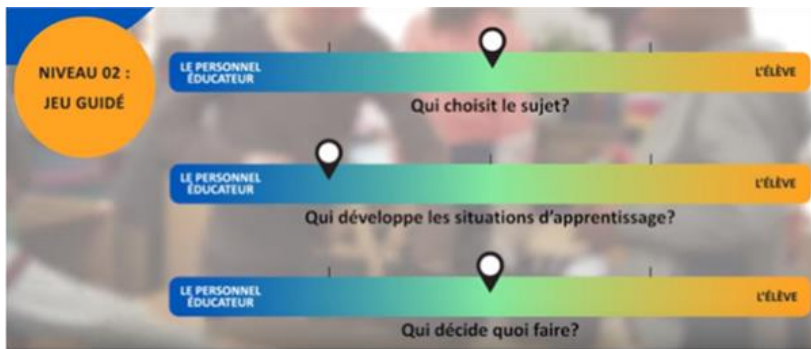 NIVEAU 02 :
JEU GUIDÉ
LE PERSONNEL
ÉDUCATEUR
L'ÉLÈVE
Qui choisit le sujet?
LE PERSONNEL
ÉDUCATEUR
L'ÉLÈVE
Qui développe les situations d'apprentissage?
LE PERSONNEL
ÉDUCATEUR
L'ÉLÈVE
Qui décide quoi faire?